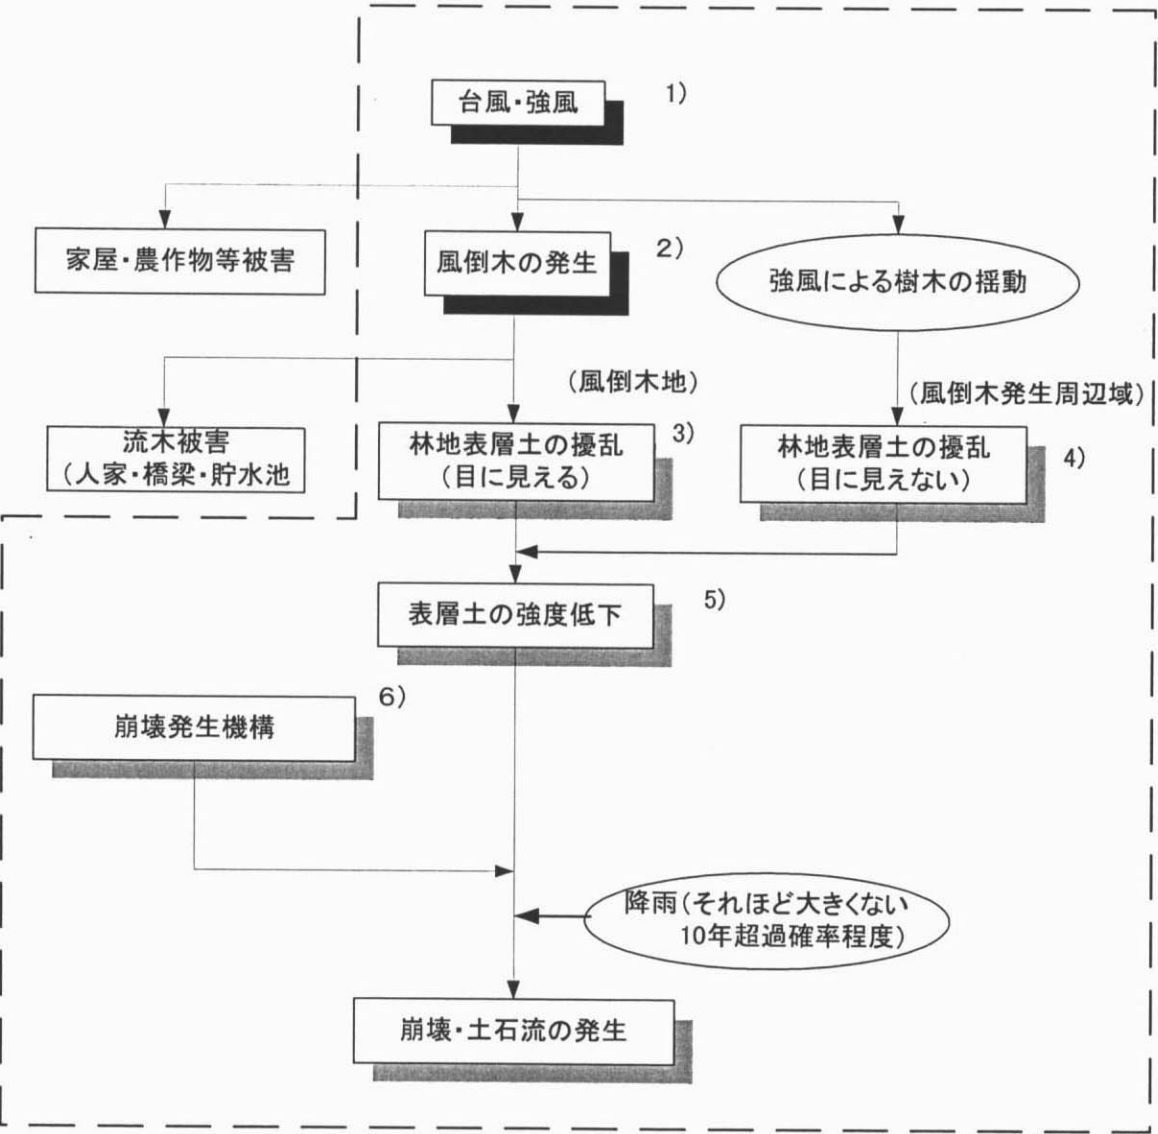 台風・強風
1)
家屋・農作物等被害
風倒木の発生
2)
強風による樹木の揺動
(風倒木地)
(風倒木発生周辺域)
流木被害
(人家・橋梁・貯水池
林地表層土の擾乱
(目に見える)
3)
林地表層土の擾乱
(目に見えない)
4)
表層土の強度低下
5)
崩壊発生機構
6)
降雨(それほど大きくない
10年超過確率程度)
崩壊・土石流の発生